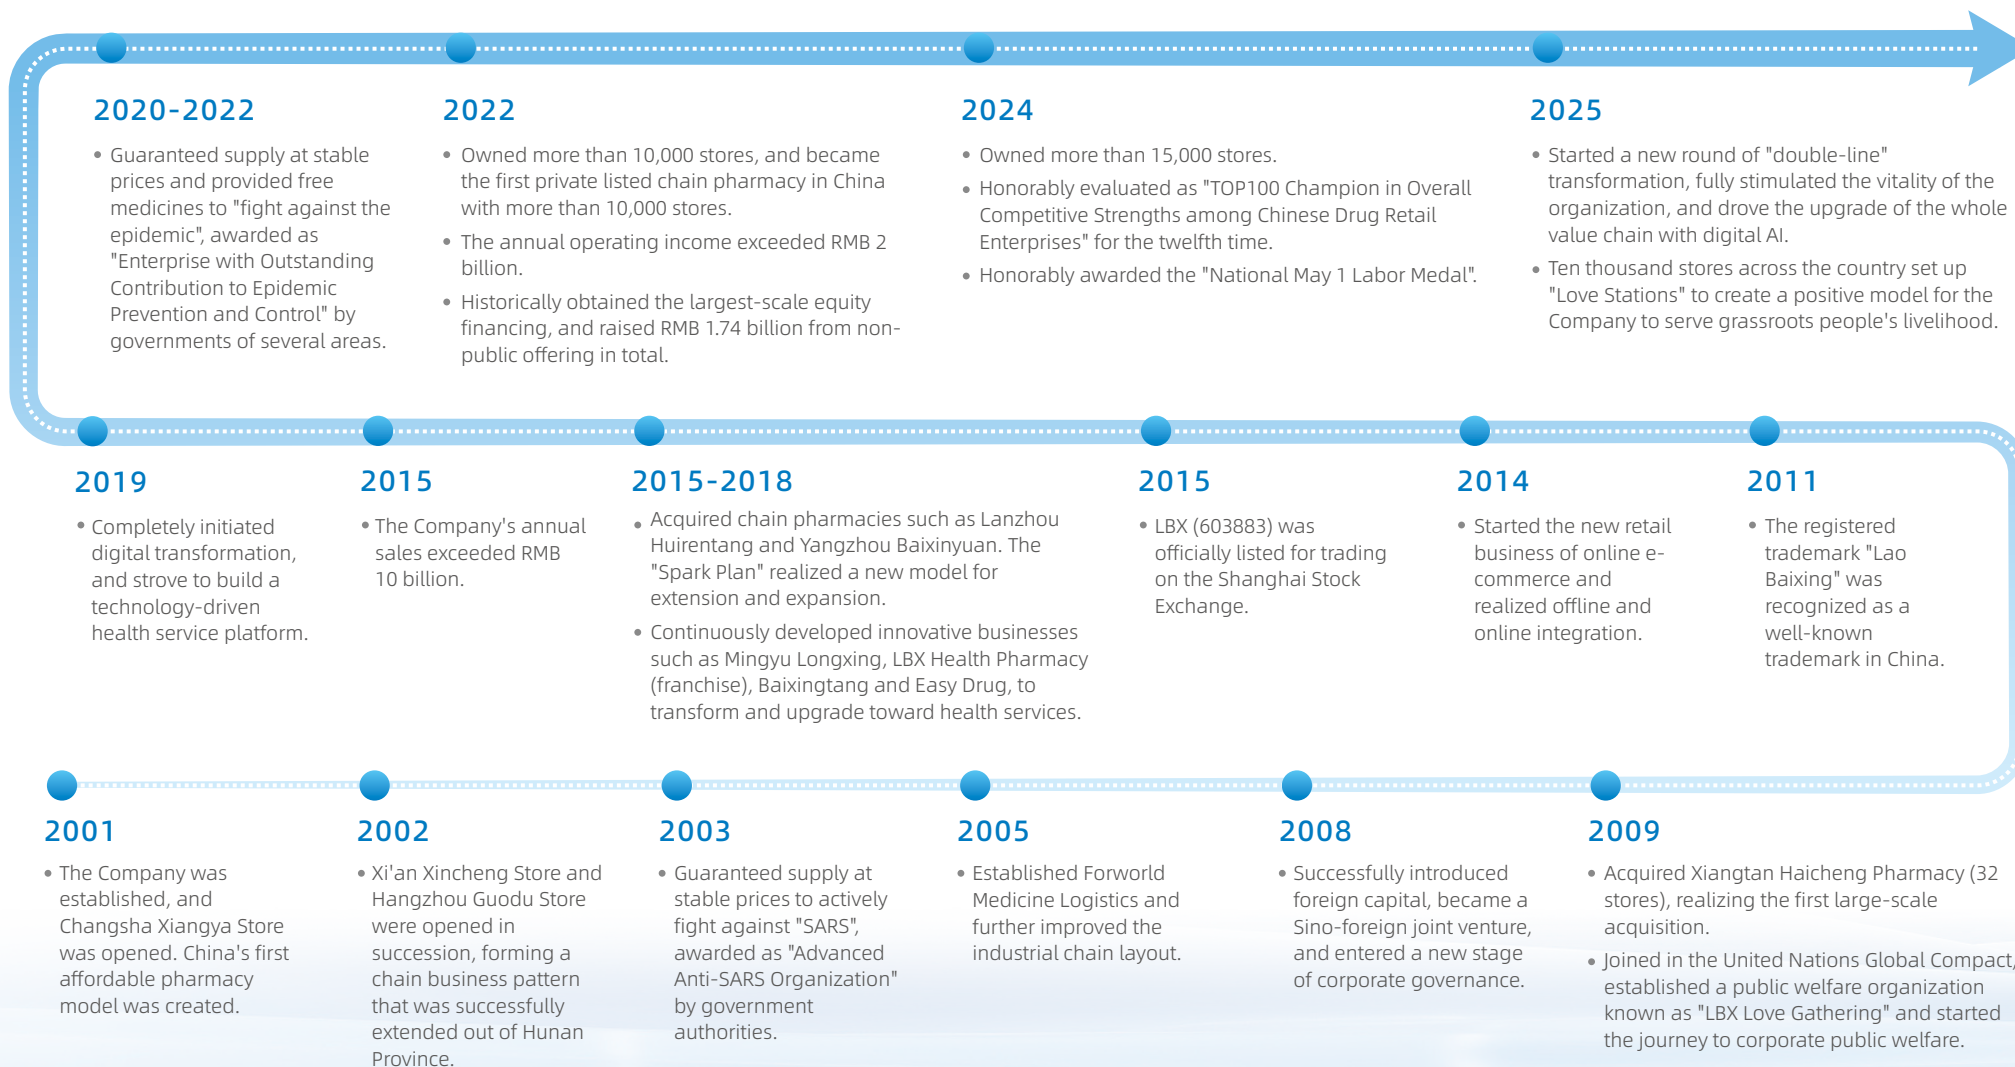 2020-2022
Guaranteed supply at stable
prices and provided free
medicines to "fight against the
epidemic", awarded as
"Enterprise with Outstanding
Contribution to Epidemic
Prevention and Control" by
governments of several areas.
2022
Owned more than 10,000 stores, and became
the first private listed chain pharmacy in China
with more than 10,000 stores.
The annual operating income exceeded RMB 2
billion.
Historically obtained the largest-scale equity
financing, and raised RMB 1.74 billion from non-
public offering in total.
2024
Owned more than 15,000 stores.
Honorably evaluated as "TOP100 Champion in Overall
Competitive Strengths among Chinese Drug Retail
Enterprises" for the twelfth time.
Honorably awarded the "National May 1 Labor Medal".
2025
Started a new round of "double-line"
transformation, fully stimulated the vitality of the
organization, and drove the upgrade of the whole
value chain with digital AI.
Ten thousand stores across the country set up
"Love Stations" to create a positive model for the
Company to serve grassroots people's livelihood.
2019
Completely initiated
digital transformation,
and strove to build a
technology-driven
health service platform.
2015
The Company's annual
sales exceeded RMB
10 billion.
2015-2018
Acquired chain pharmacies such as Lanzhou
Huirentang and Yangzhou Baixinyuan. The
"Spark Plan" realized a new model for
extension and expansion.
Continuously developed innovative businesses
such as Mingyu Longxing, LBX Health Pharmacy
(franchise), Baixingtang and Easy Drug, to
transform and upgrade toward health services.
2015
LBX (603883) was
officially listed for trading
on the Shanghai Stock
Exchange.
2014
Started the new retail
business of online e-
commerce and
realized offline and
online integration.
2011
The registered
trademark "Lao
Baixing" was
recognized as a
well-known
trademark in China.
2001
The Company was
established, and
Changsha Xiangya Store
was opened. China's first
affordable pharmacy
model was created.
2002
Xi'an Xincheng Store and
Hangzhou Guodu Store
were opened in
succession, forming a
chain business pattern
that was successfully
extended out of Hunan
Province.
2003
Guaranteed supply at
stable prices to actively
fight against "SARS",
awarded as "Advanced
Anti-SARS Organization"
by government
authorities.
2005
Established Forworld
Medicine Logistics and
further improved the
industrial chain layout.
2008
Successfully introduced
foreign capital, became a
Sino-foreign joint venture,
and entered a new stage
of corporate governance.
2009
Acquired Xiangtan Haicheng Pharmacy (32
stores), realizing the first large-scale
acquisition.
Joined in the United Nations Global Compact,
established a public welfare organization
known as "LBX Love Gathering" and started
the journey to corporate public welfare.